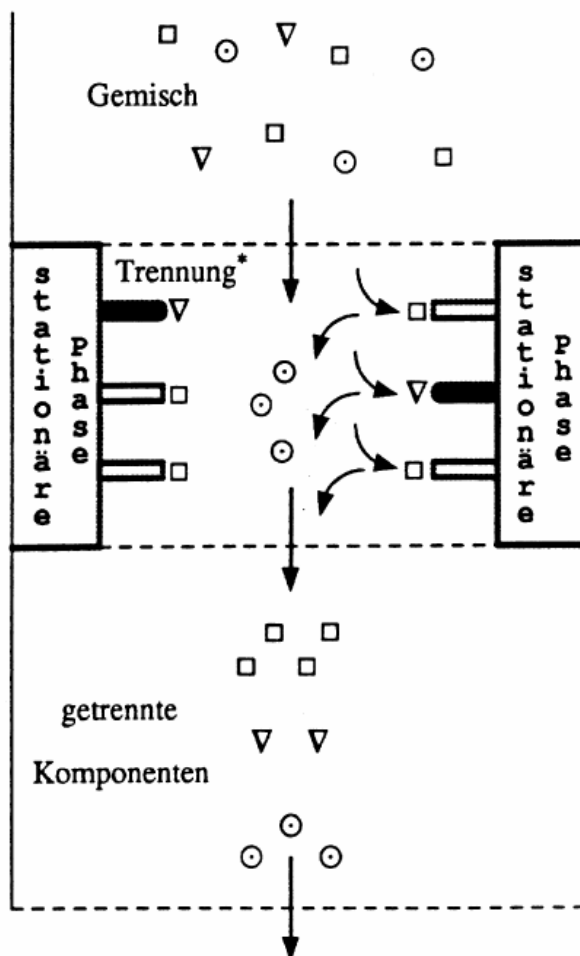 Gemisch
Trennung*
stationäre
Phase
stationäre
Phase
getrennte
Komponenten